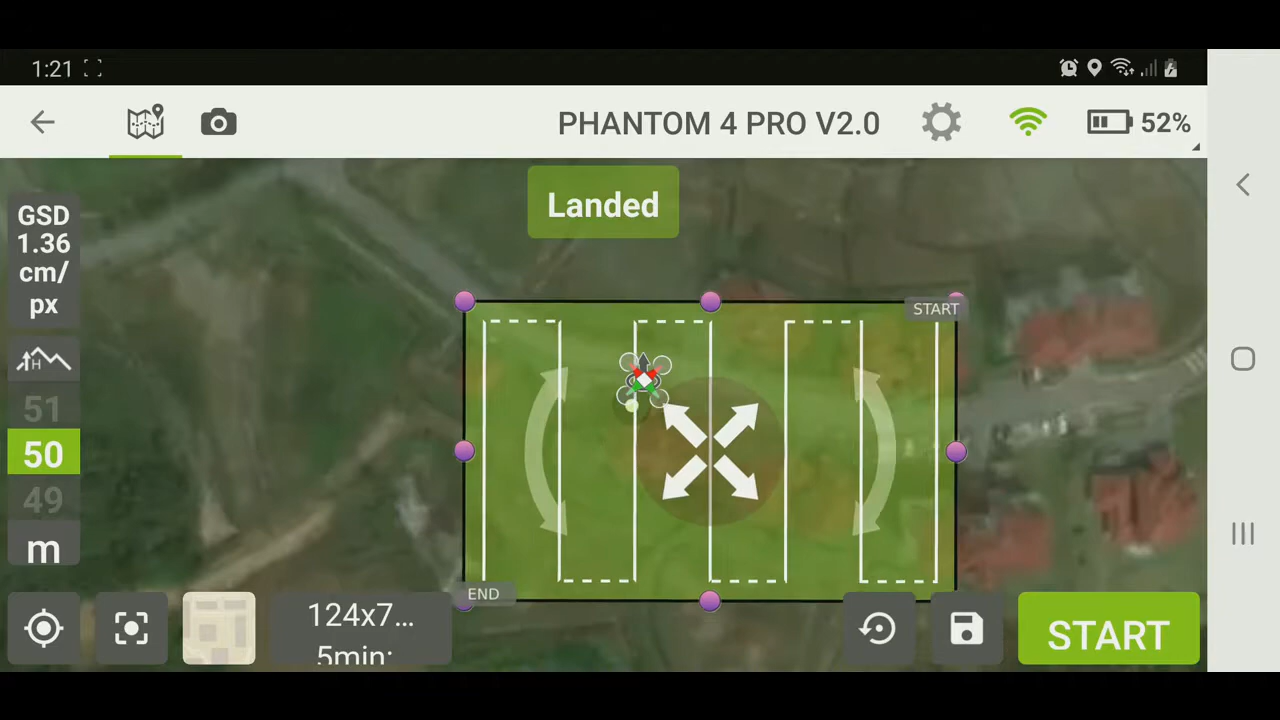 1:21
PHANTOM 4 PRO V2.0
52%
Landed
GSD
1.36
cm/
px
H
51
50
49
m
START
END
124x7...
5min:
START